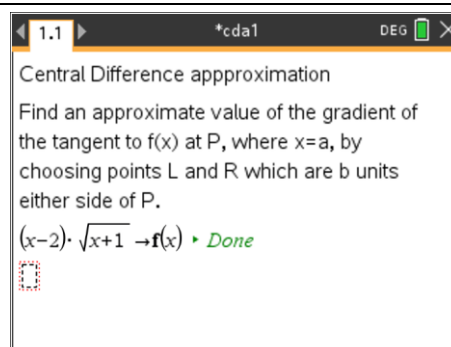 1.1 *cda1 DEG
Central Difference appproximation
Find an approximate value of the gradient of
the tangent to f(x) at P, where x=a, by
choosing points L and R which are b units
either side of P.
(x−2)· √(x+1) →f(x) ▸ Done